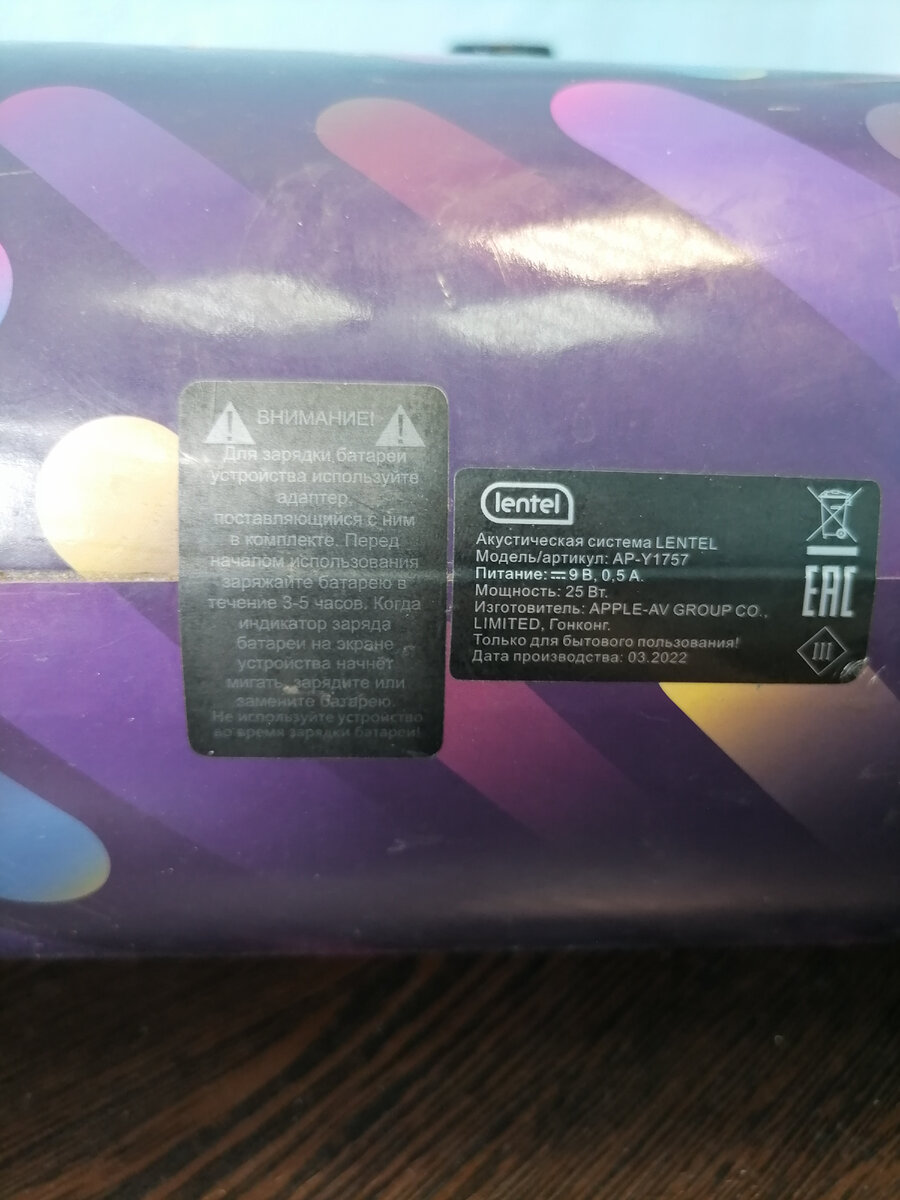 ВНИМАНИЕ!
Для зарядки батареи
устройства используйте
адаптер,
поставляющийся с ним
в комплекте. Перед
началом использования
заряжайте батарею в
течение 3-5 часов. Когда
индикатор заряда
батареи на экране
устройства начнёт
мигать, зарядите или
замените батарею.
Не используйте устройство
во время зарядки батареи!
lentel
Акустическая система LENTEL
Модель/артикул: AP-Y1757
Питание: ⎓ 9 В, 0,5 А.
Мощность: 25 Вт.
Изготовитель: APPLE-AV GROUP CO.,
LIMITED, Гонконг.
Только для бытового пользования!
Дата производства: 03.2022
EAC
III